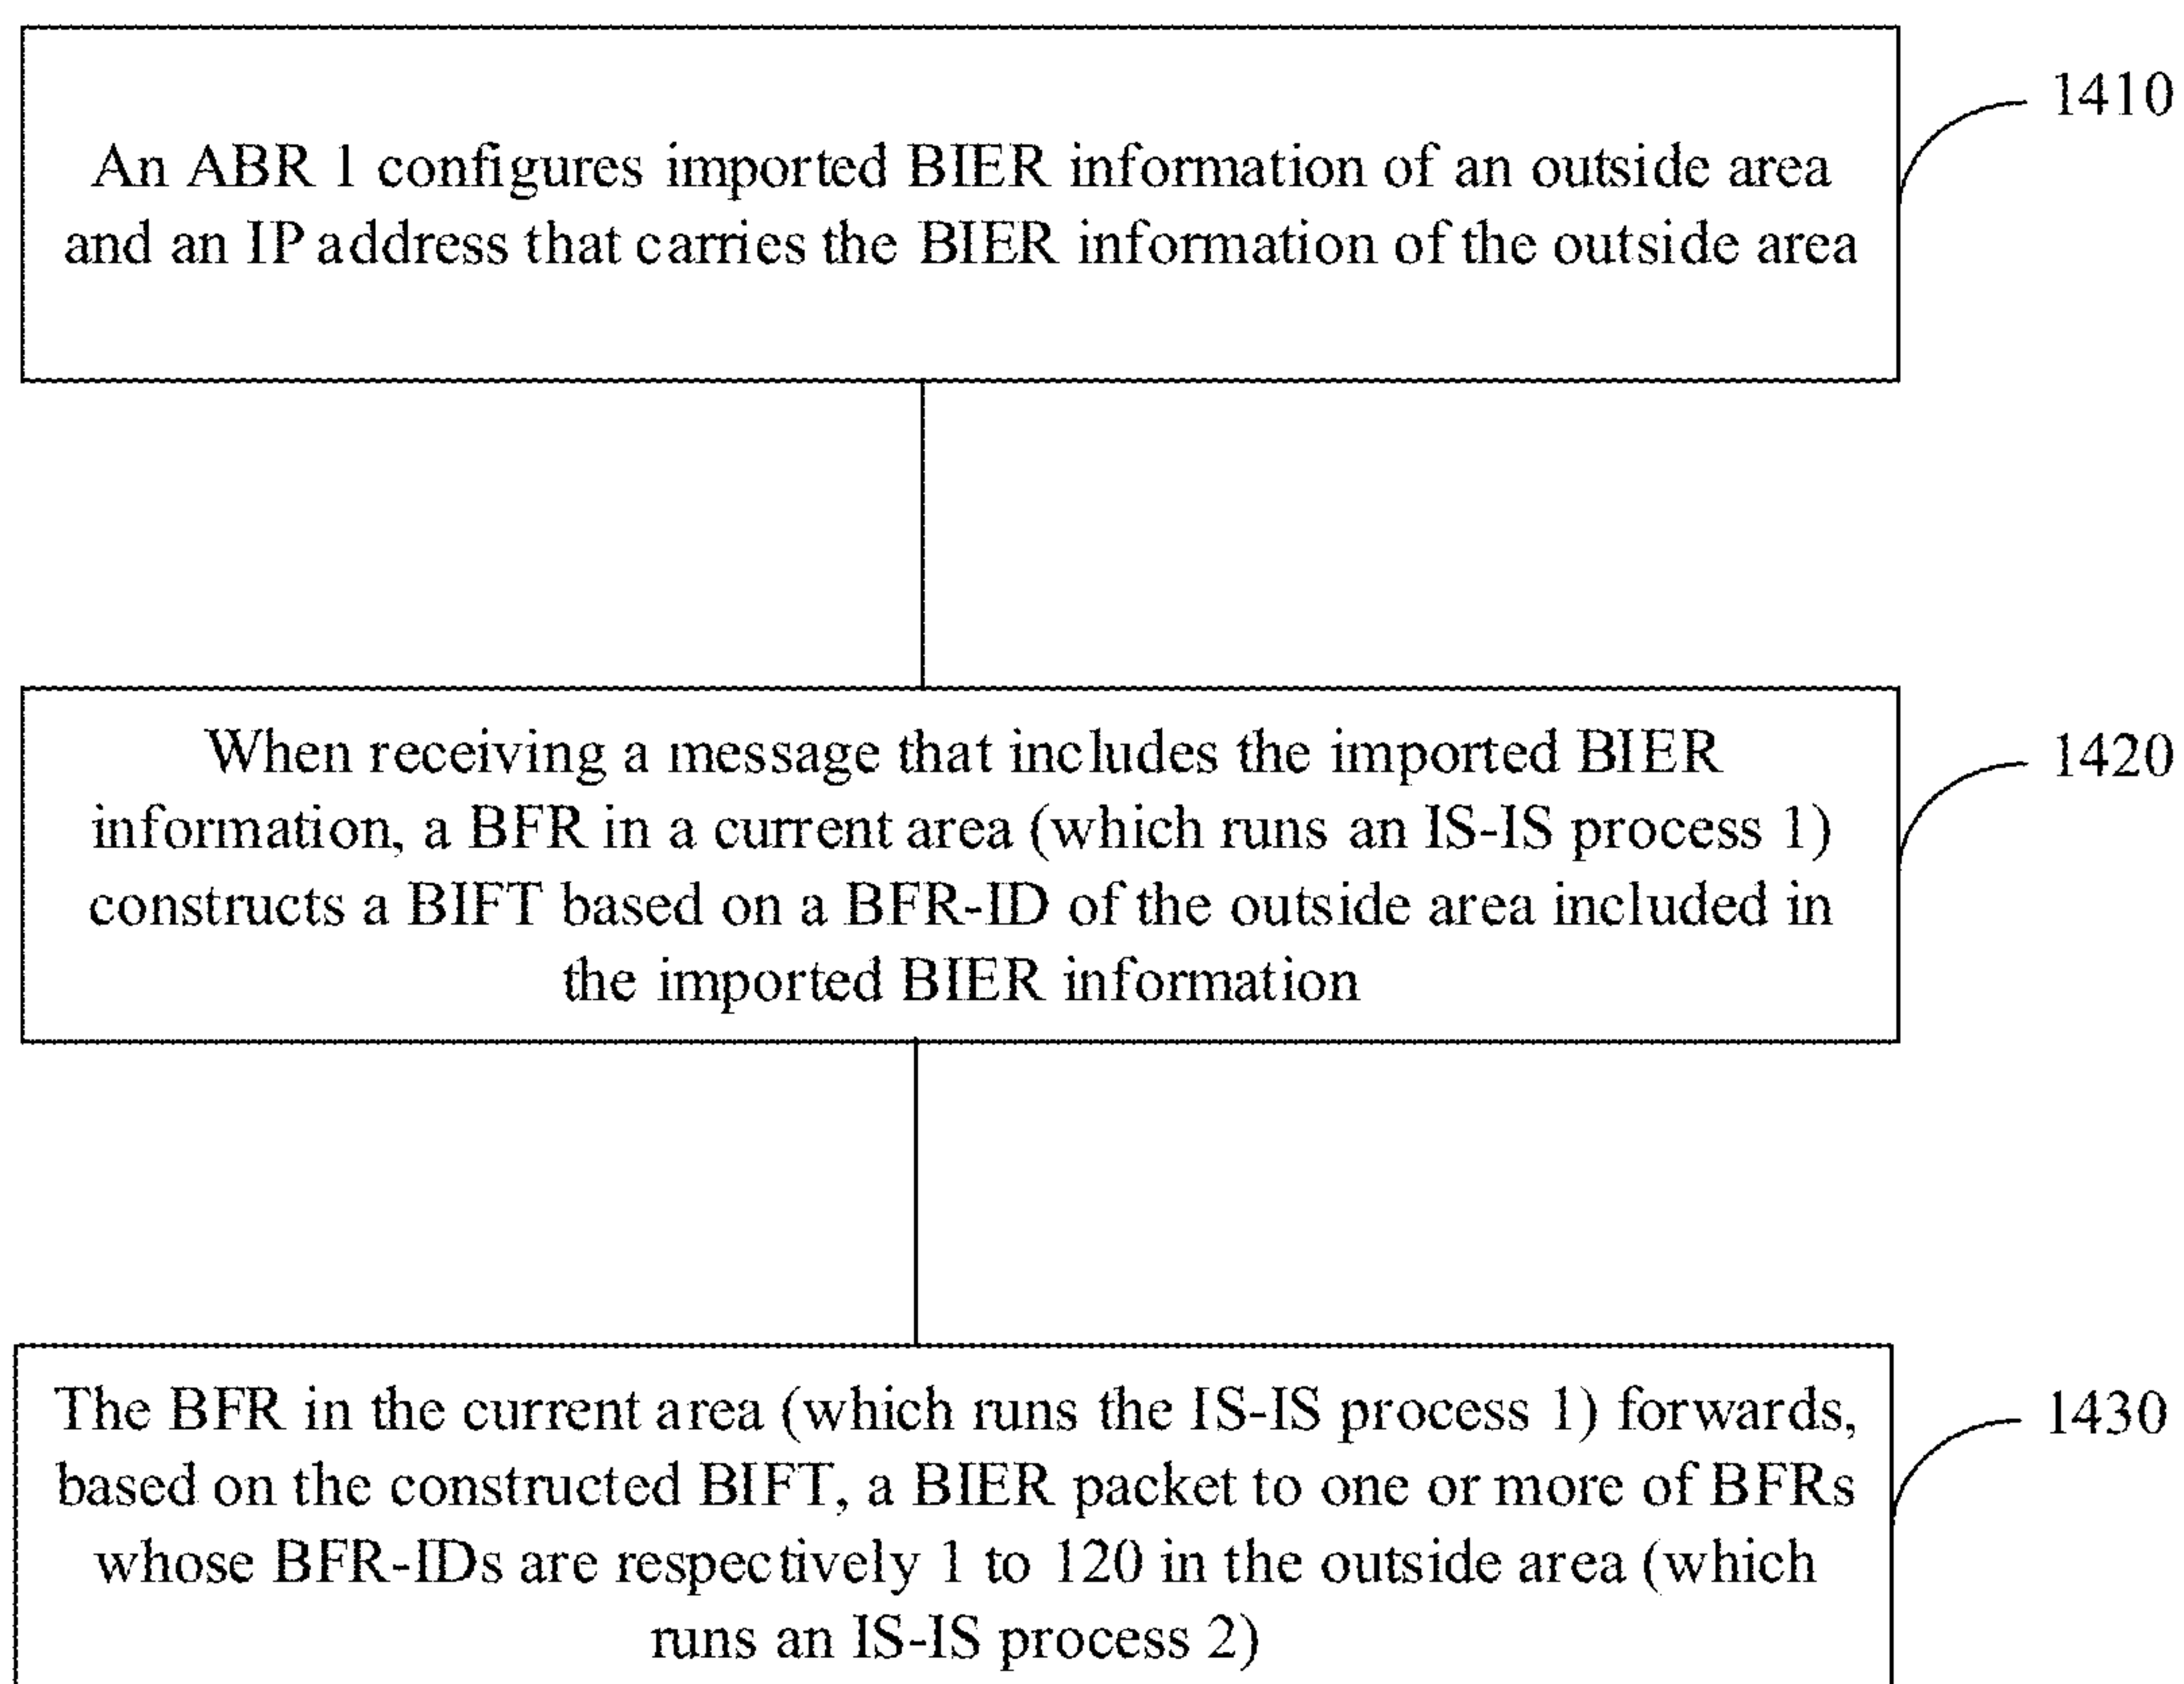 An ABR 1 configures imported BIER information of an outside area
and an IP address that carries the BIER information of the outside area
1410
When receiving a message that includes the imported BIER
information, a BFR in a current area (which runs an IS-IS process 1)
constructs a BIFT based on a BFR-ID of the outside area included in
the imported BIER information
1420
The BFR in the current area (which runs the IS-IS process 1) forwards,
based on the constructed BIFT, a BIER packet to one or more of BFRs
whose BFR-IDs are respectively 1 to 120 in the outside area (which
runs an IS-IS process 2)
1430